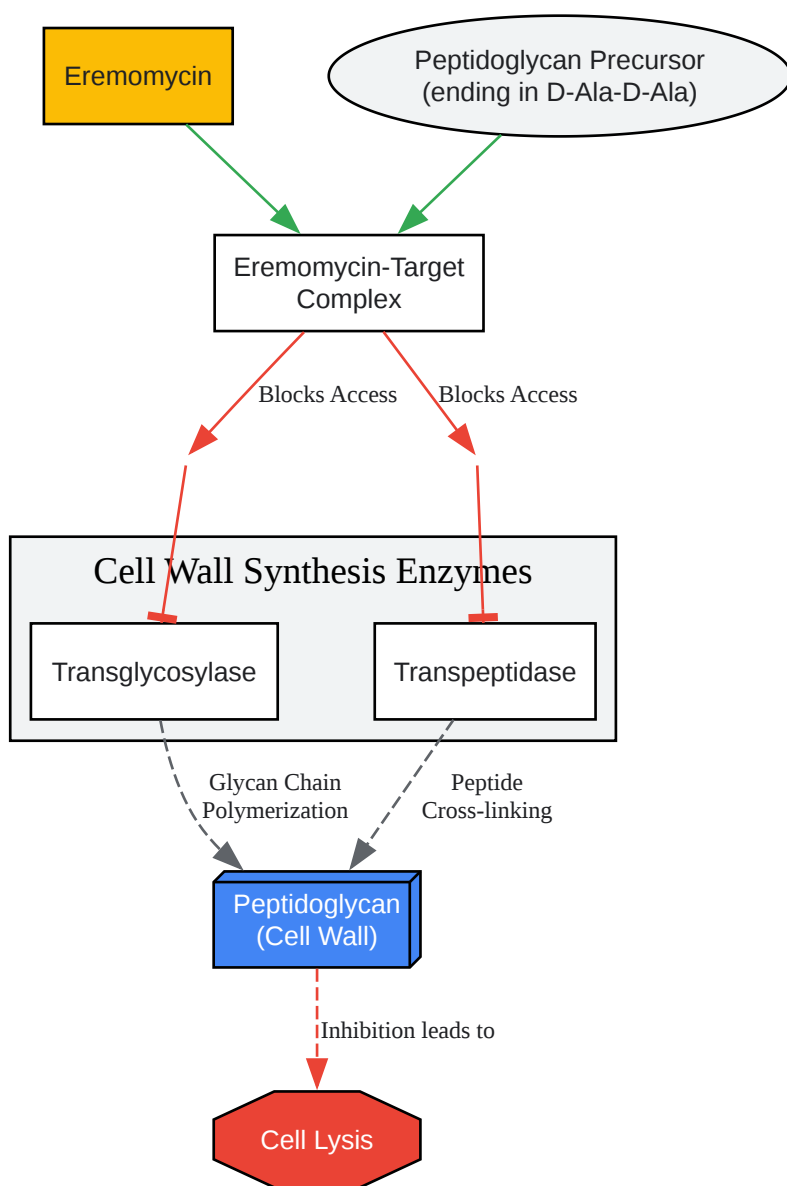 Eremomycin
Peptidoglycan Precursor
(ending in D-Ala-D-Ala)
Eremomycin-Target
Complex
Blocks Access
Blocks Access
Cell Wall Synthesis Enzymes
Transglycosylase
Transpeptidase
Glycan Chain
Polymerization
Peptide
Cross-linking
Peptidoglycan
(Cell Wall)
Inhibition leads to
Cell Lysis